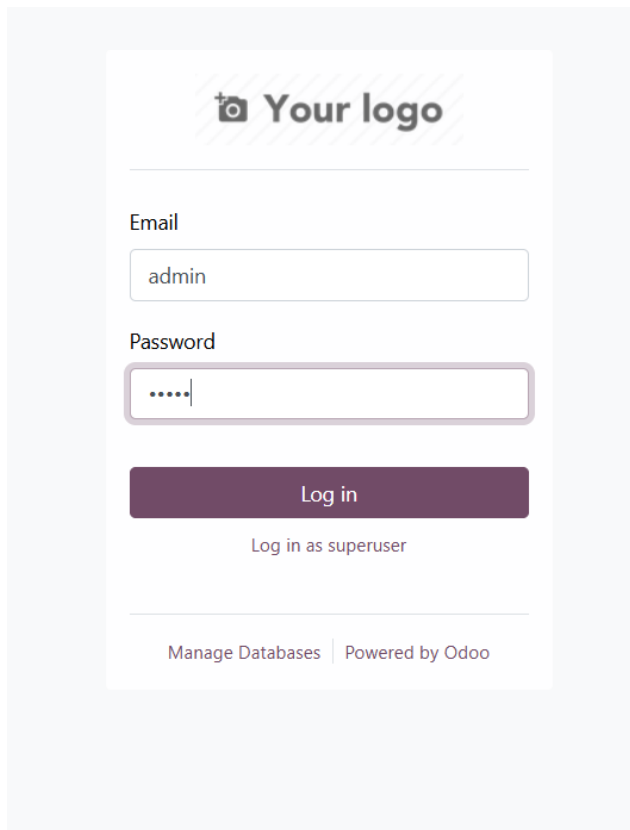 Your logo
Email
admin
Password
•••••
Log in
Log in as superuser
Manage Databases Powered by Odoo